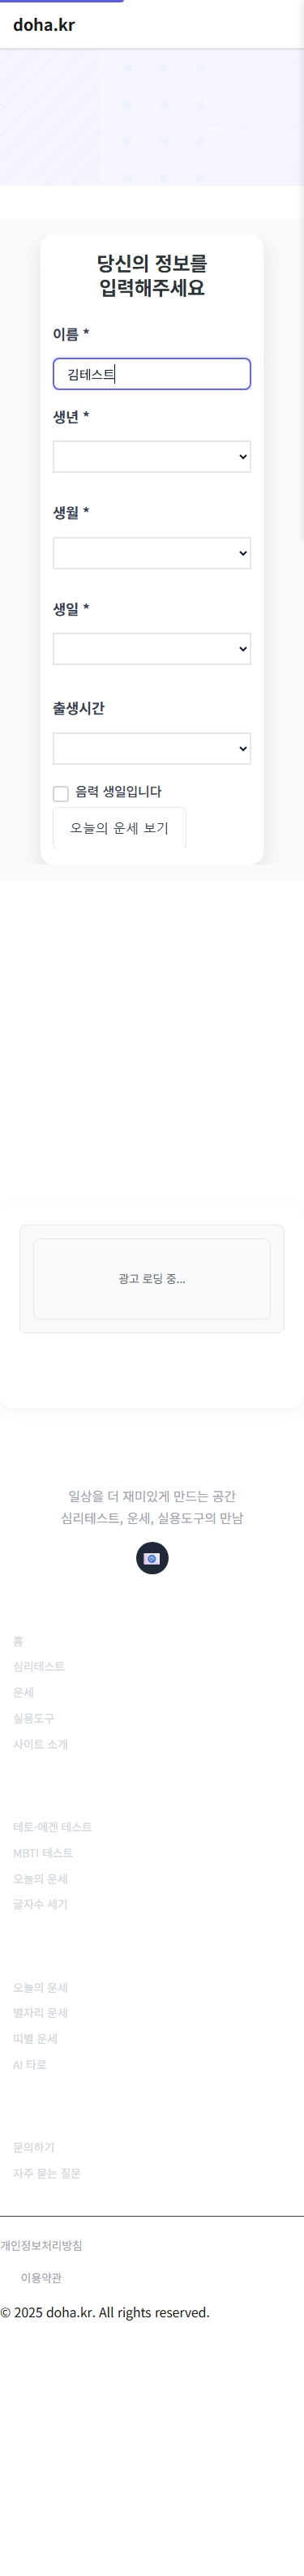 doha.kr
당신의 정보를
입력해주세요
이름 *
김테스트
생년 *
생월 *
생일 *
출생시간
음력 생일입니다
오늘의 운세 보기
광고 로딩 중...
일상을 더 재미있게 만드는 공간
심리테스트, 운세, 실용도구의 만남
홈
심리테스트
운세
실용도구
사이트 소개
테토-에겐 테스트
MBTI 테스트
오늘의 운세
글자수 세기
오늘의 운세
별자리 운세
띠별 운세
AI 타로
문의하기
자주 묻는 질문
개인정보처리방침
이용약관
© 2025 doha.kr. All rights reserved.